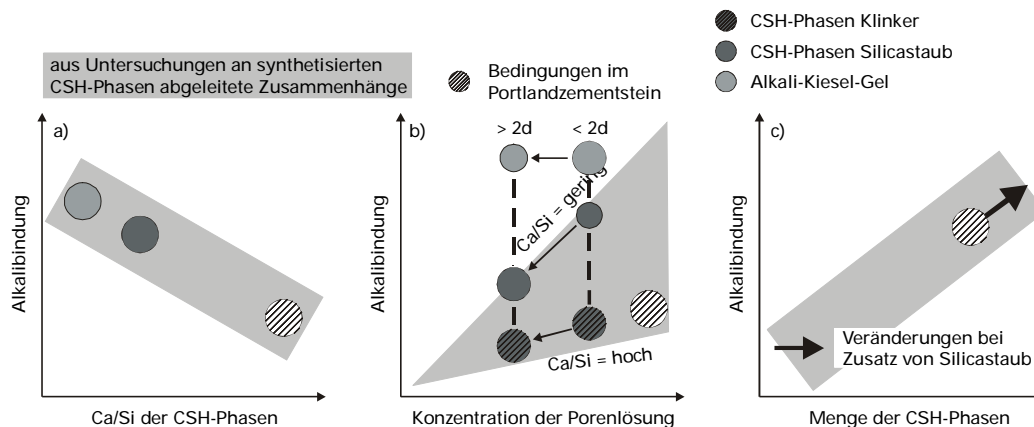 aus Untersuchungen an synthetisierten
CSH-Phasen abgeleitete Zusammenhänge
Bedingungen im
Portlandzementstein
CSH-Phasen Klinker
CSH-Phasen Silicastaub
Alkali-Kiesel-Gel
a)
Alkalibindung
Ca/Si der CSH-Phasen
b)
> 2d
< 2d
Ca/Si = gering
Ca/Si = hoch
Alkalibindung
Konzentration der Porenlösung
c)
Alkalibindung
Veränderungen bei
Zusatz von Silicastaub
Menge der CSH-Phasen